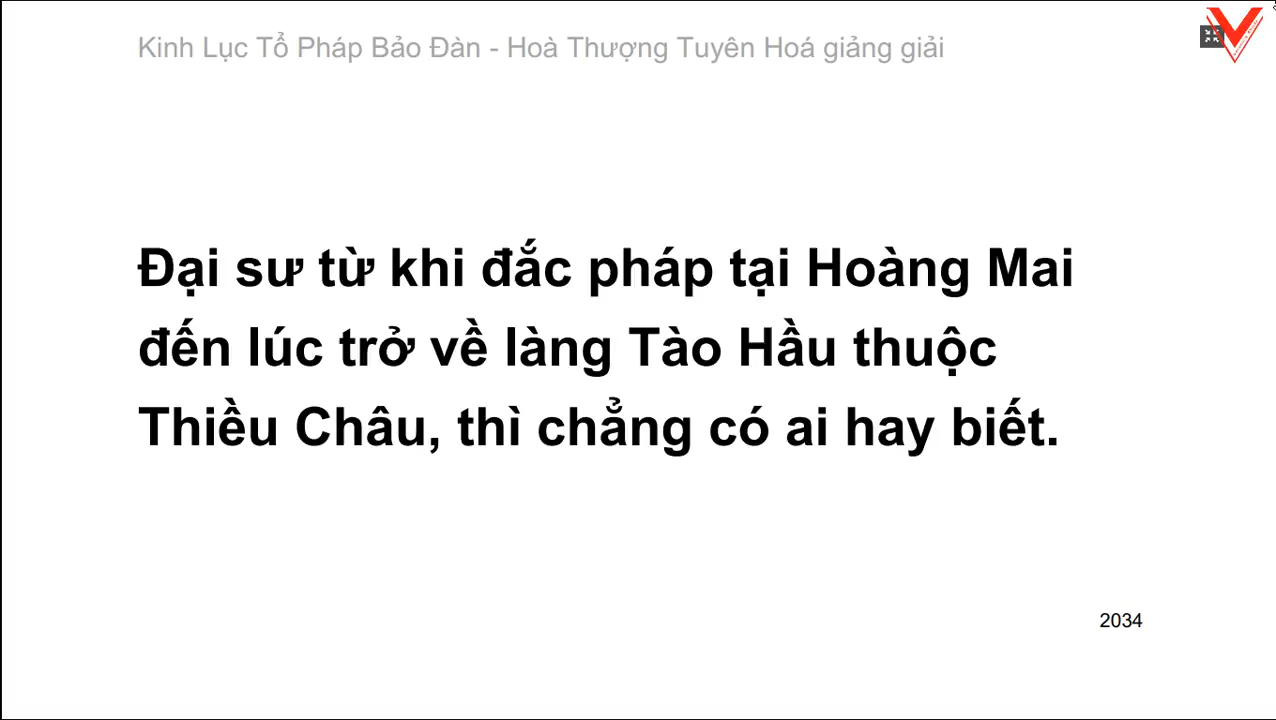 Kinh Lục Tổ Pháp Bảo Đàn - Hoà Thượng Tuyên Hoá giảng giải
Đại sư từ khi đắc pháp tại Hoàng Mai
đến lúc trở về làng Tào Hầu thuộc
Thiều Châu, thì chẳng có ai hay biết.
2034